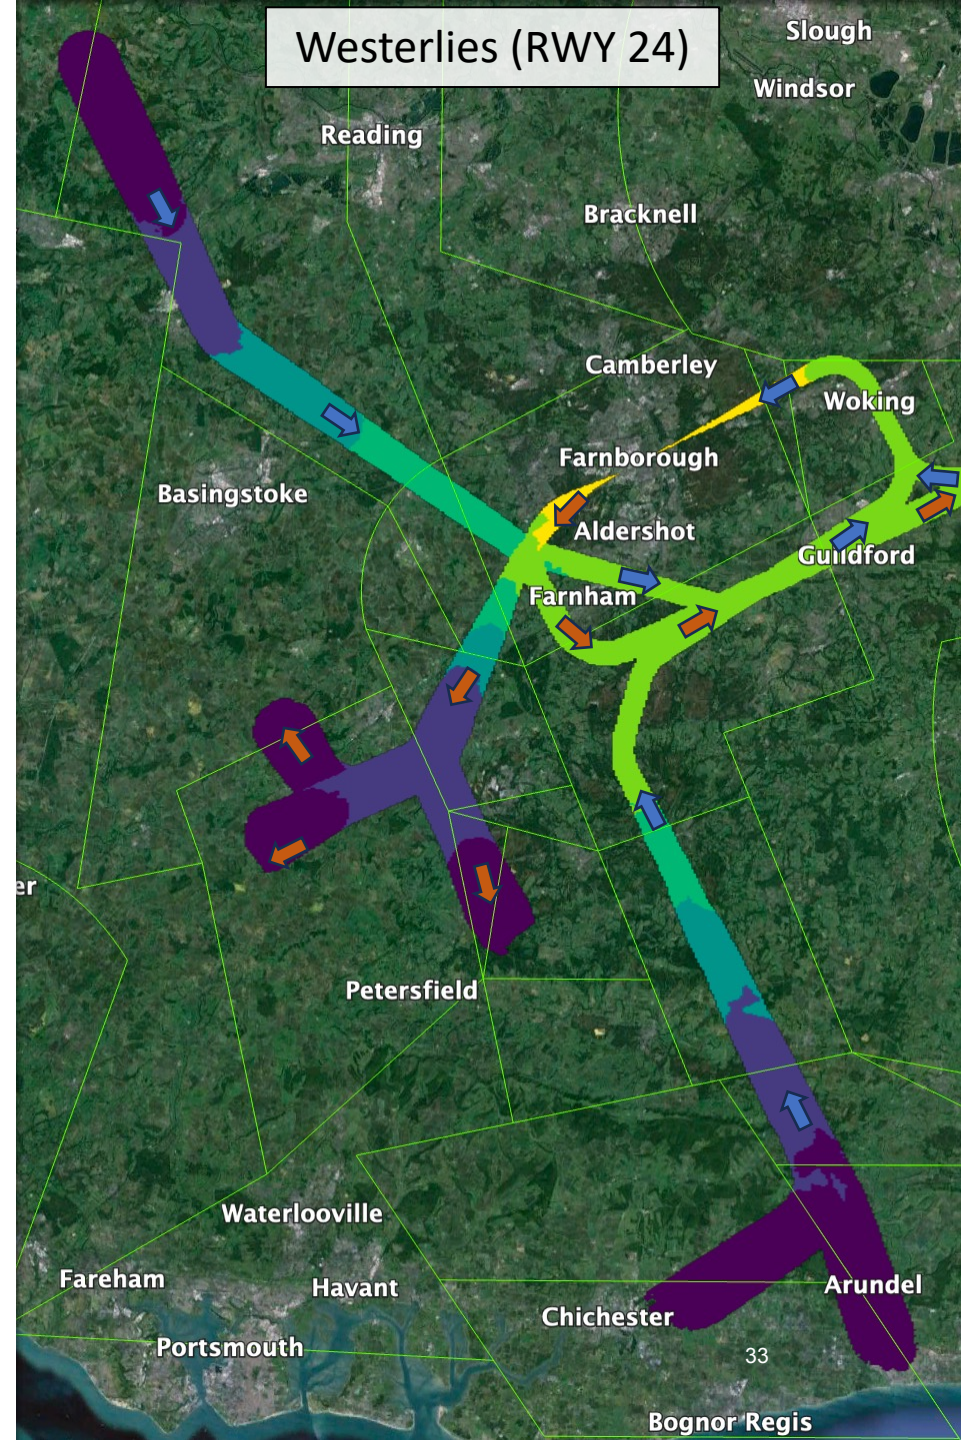 Westerlies (RWY 24)
Slough
Windsor
Reading
Bracknell
Camberley
Woking
Farnborough
Basingstoke
Aldershot
Guildford
Farnham
er
Petersfield
Waterlooville
Fareham
Havant
Arundel
Chichester
Portsmouth
33
Bognor Regis